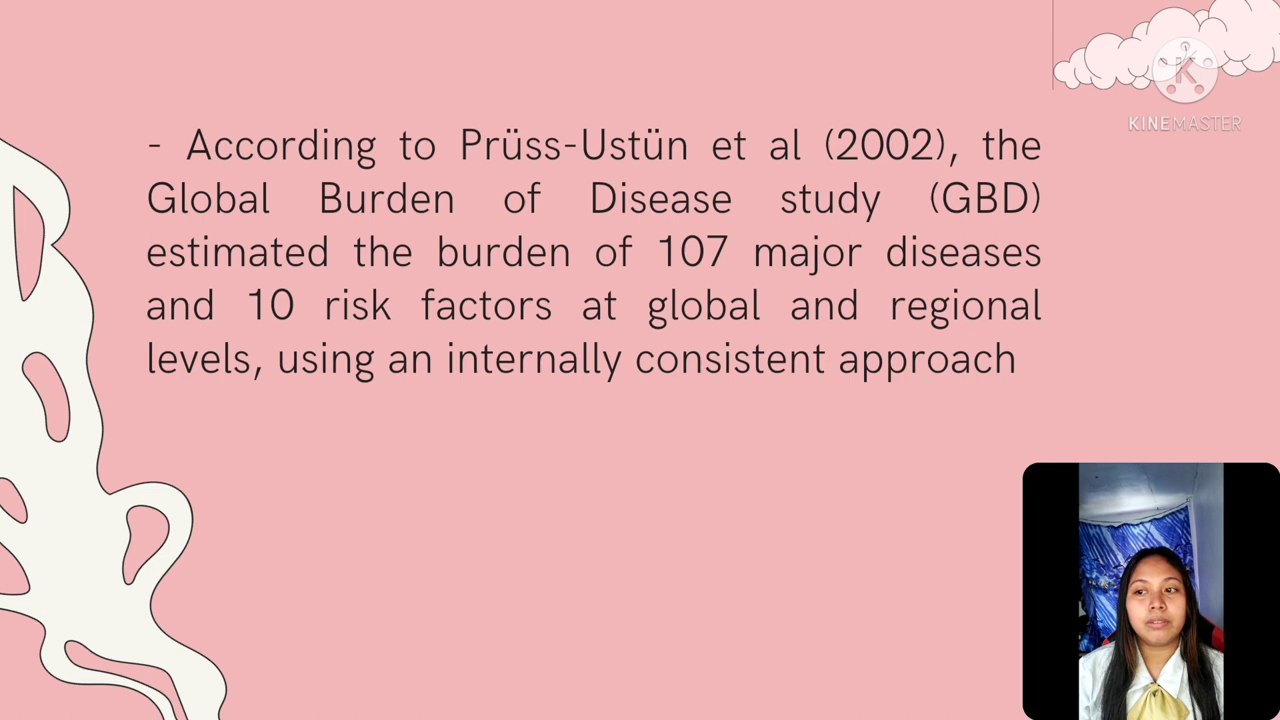 - According to Prüss-Ustün et al (2002), the
Global Burden of Disease study (GBD)
estimated the burden of 107 major diseases
and 10 risk factors at global and regional
levels, using an internally consistent approach
K
KINEMASTER